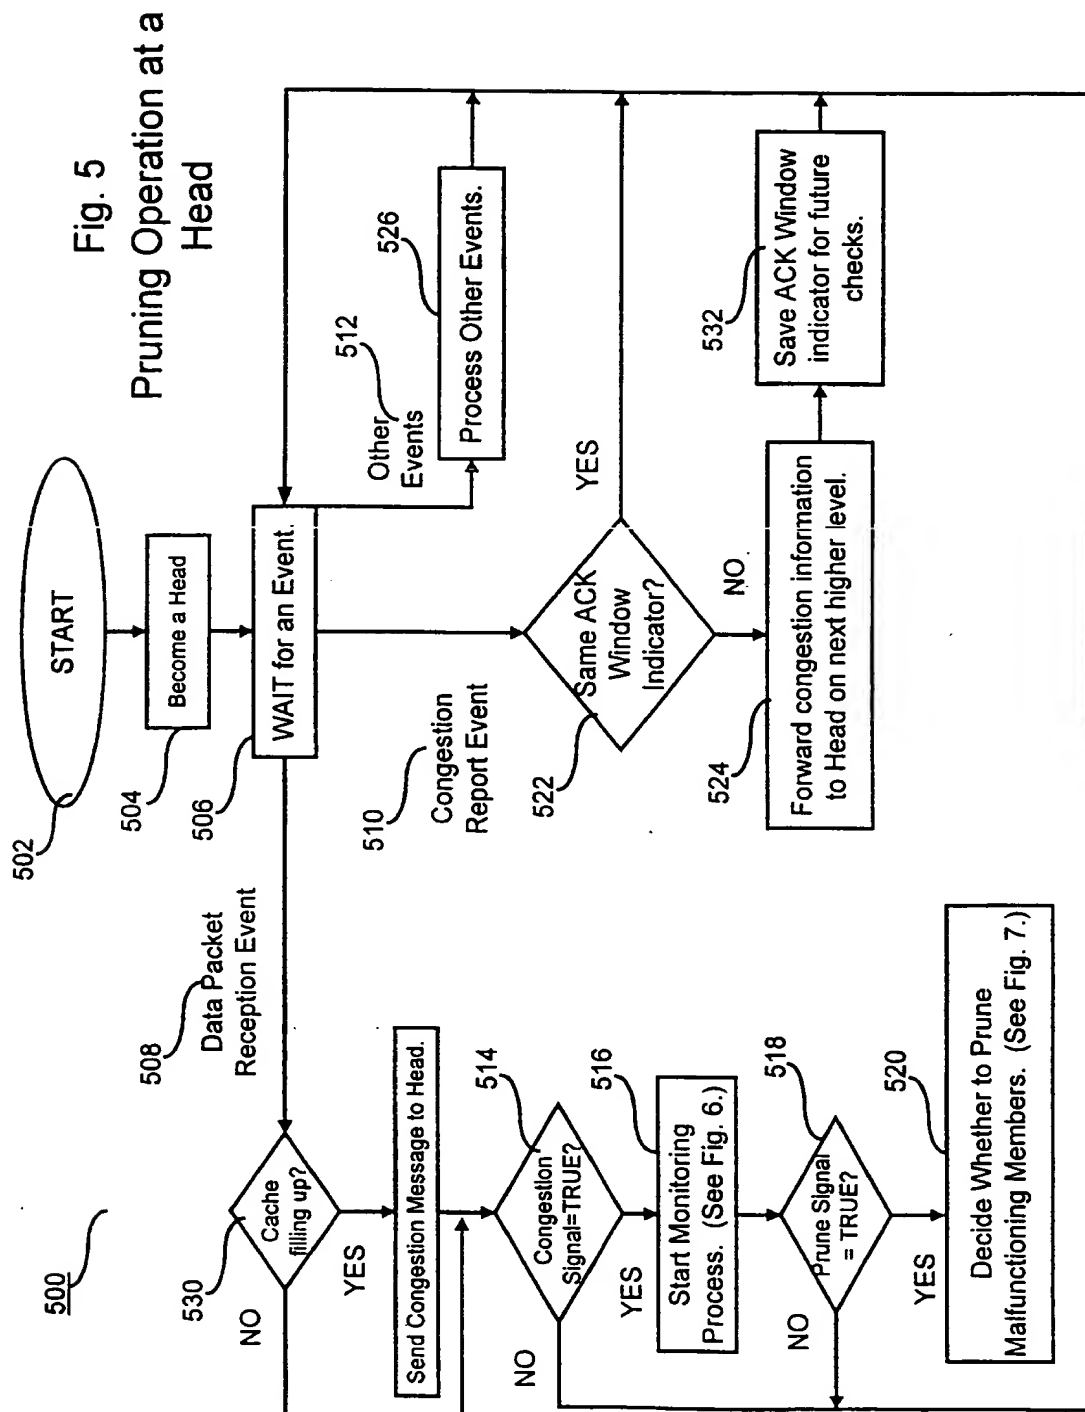 Fig. 5
Pruning Operation at a
Head
500
502
START
504
Become a Head
506
WAIT for an Event.
508
Data Packet
Reception Event
510
Congestion
Report Event
512
Other
Events
526
Process Other Events.
530
Cache
filling up?
NO
YES
Send Congestion Message to Head.
514
Congestion
Signal=TRUE?
NO
YES
516
Start Monitoring
Process. (See Fig. 6.)
518
Prune Signal
= TRUE?
NO
YES
520
Decide Whether to Prune
Malfunctioning Members. (See Fig. 7.)
522
Same ACK
Window
Indicator?
YES
NO
524
Forward congestion information
to Head on next higher level.
532
Save ACK Window
indicator for future
checks.